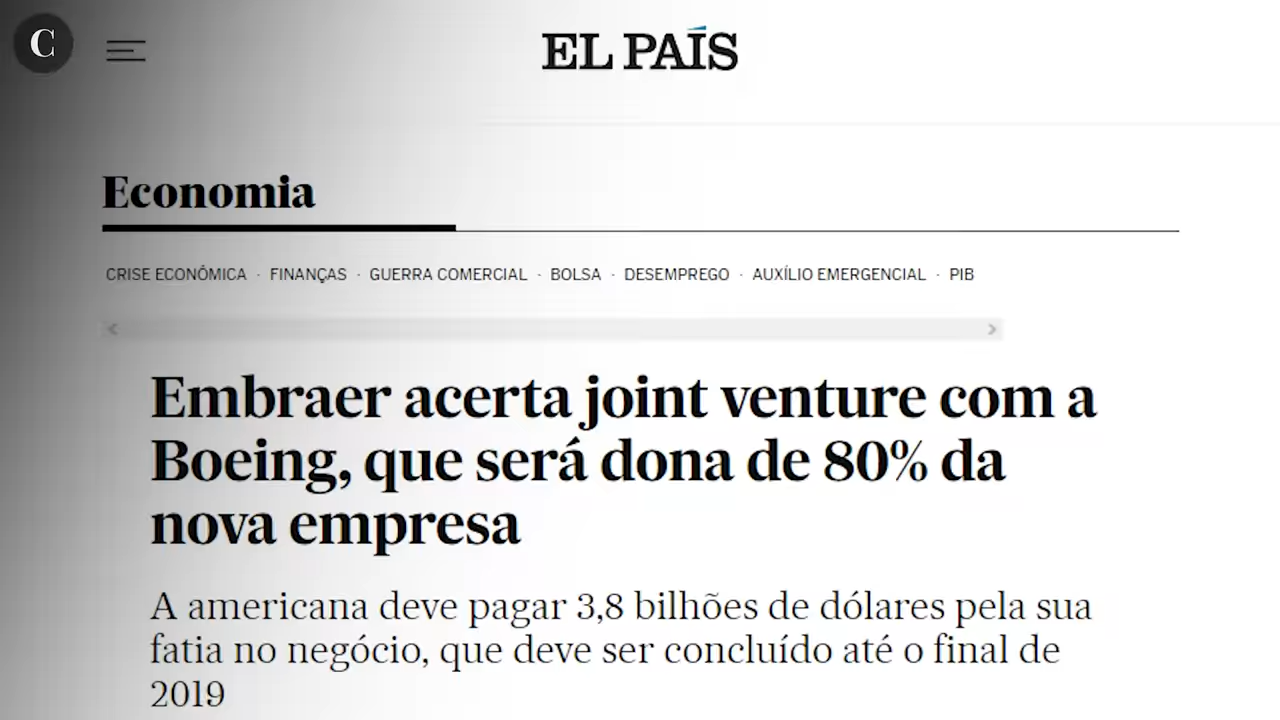 C
EL PAÍS
Economia
CRISE ECONÔMICA · FINANÇAS · GUERRA COMERCIAL · BOLSA · DESEMPREGO · AUXÍLIO EMERGENCIAL · PIB
Embraer acerta joint venture com a
Boeing, que será dona de 80% da
nova empresa
A americana deve pagar 3,8 bilhões de dólares pela sua
fatia no negócio, que deve ser concluído até o final de
2019